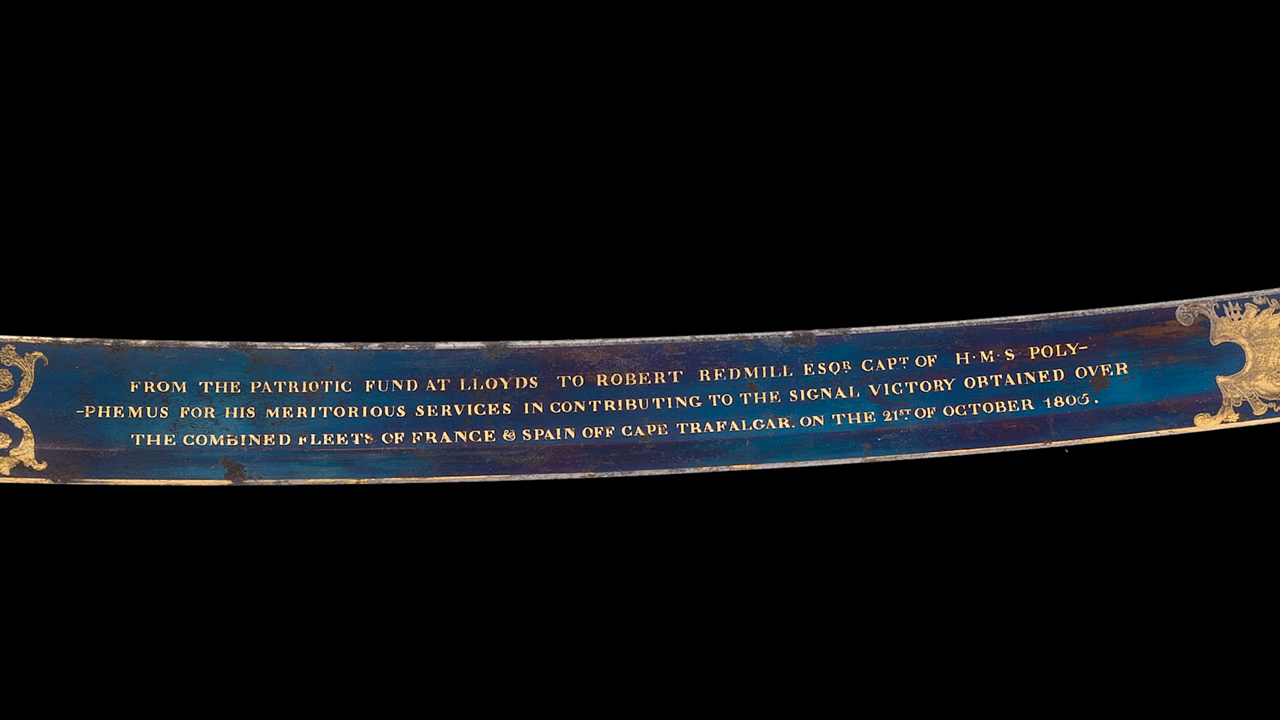 FROM THE PATRIOTIC FUND AT LLOYDS TO ROBERT REDMILL ESQR CAPT OF H·M·S POLY-
-PHEMUS FOR HIS MERITORIOUS SERVICES IN CONTRIBUTING TO THE SIGNAL VICTORY OBTAINED OVER
THE COMBINED FLEETS OF FRANCE & SPAIN OFF CAPE TRAFALGAR. ON THE 21ST OF OCTOBER 1805.